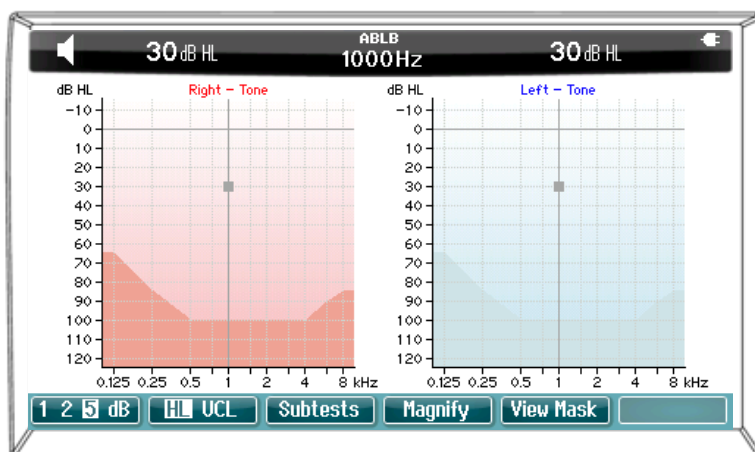 ABLB
30 dB HL 1000Hz 30 dB HL
dB HL Right - Tone dB HL Left - Tone
-10 -10
0 0
10 10
20 20
30 30
40 40
50 50
60 60
70 70
80 80
90 90
100 100
110 110
120 120
0.125 0.25 0.5 1 2 4 8 kHz 0.125 0.25 0.5 1 2 4 8 kHz
1 2 5 dB HL UCL Subtests Magnify View Mask